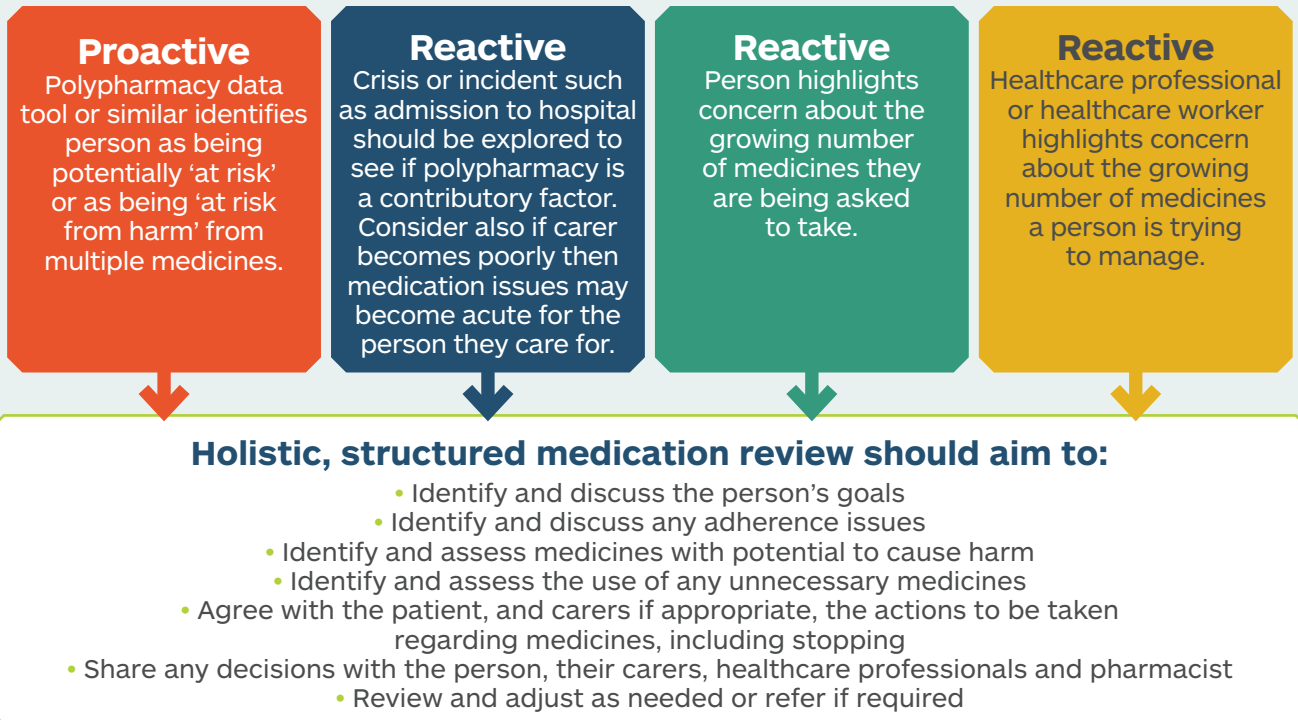 Proactive
Polypharmacy data
tool or similar identifies
person as being
potentially ‘at risk’
or as being ‘at risk
from harm’ from
multiple medicines.
Reactive
Crisis or incident such
as admission to hospital
should be explored to
see if polypharmacy is
a contributory factor.
Consider also if carer
becomes poorly then
medication issues may
become acute for the
person they care for.
Reactive
Person highlights
concern about the
growing number
of medicines they
are being asked
to take.
Reactive
Healthcare professional
or healthcare worker
highlights concern
about the growing
number of medicines
a person is trying
to manage.
Holistic, structured medication review should aim to:
• Identify and discuss the person’s goals
• Identify and discuss any adherence issues
• Identify and assess medicines with potential to cause harm
• Identify and assess the use of any unnecessary medicines
• Agree with the patient, and carers if appropriate, the actions to be taken
regarding medicines, including stopping
• Share any decisions with the person, their carers, healthcare professionals and pharmacist
• Review and adjust as needed or refer if required